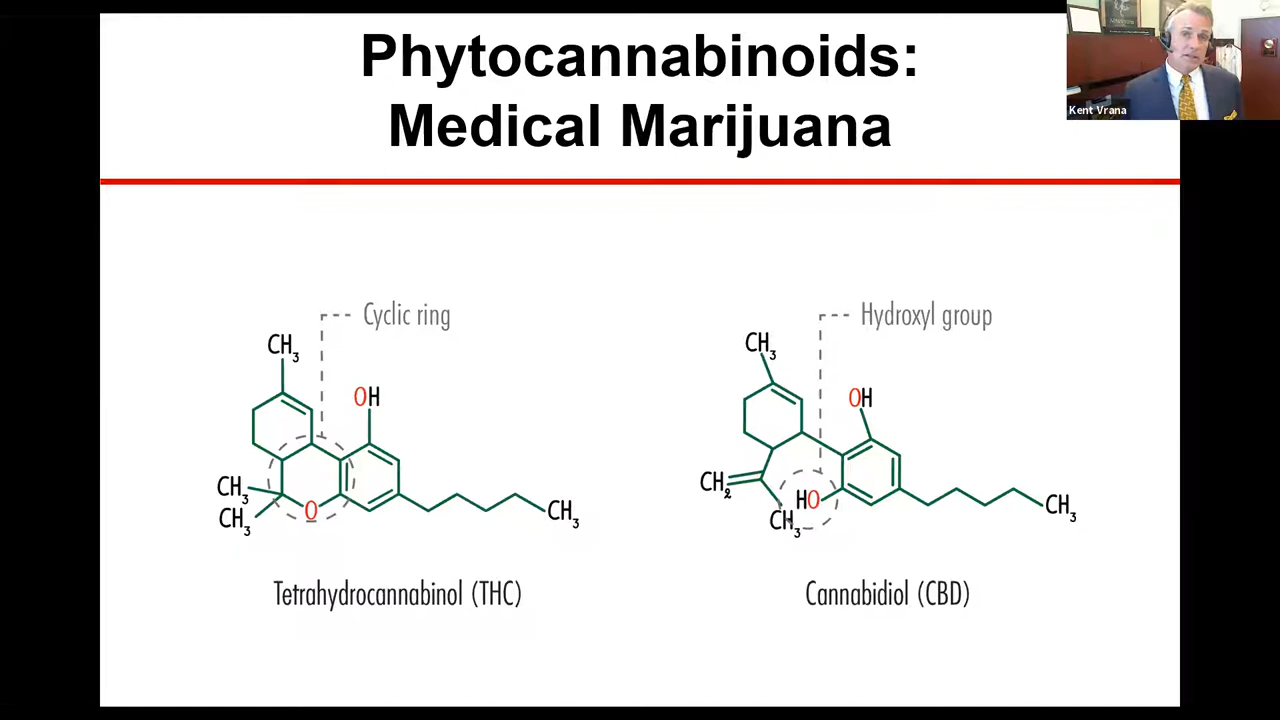 Phytocannabinoids:
Medical Marijuana
Kent Vrana
Cyclic ring
CH3
OH
CH3
CH3
O
CH3
Tetrahydrocannabinol (THC)
Hydroxyl group
CH3
OH
CH2
HO
CH3
CH3
Cannabidiol (CBD)